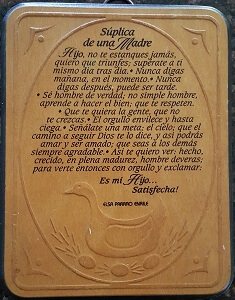 Súplica
de una Madre
Hijo, no te estanques jamás,
quiero que triunfes; supérate a ti
mismo día tras día. • Nunca digas
mañana, en el momento. • Nunca
digas después, puede ser tarde.
• Sé hombre de verdad; no simple hombre,
aprende a hacer el bien; que te respeten.
• Que te quiera la gente, que no
te crezcas. • El orgullo envilece y hasta
ciega. • Señálate una meta; el cielo; que el
camino a seguir Dios te lo dice, y así podrás
amar y ser amado; que seas a los demás
siempre agradable. • Así te quiero ver: hecho,
crecido, en plena madurez, hombre deveras;
para verte entonces con orgullo y exclamar:
Es mi Hijo...
Satisfecha!
ELSA PARAMO